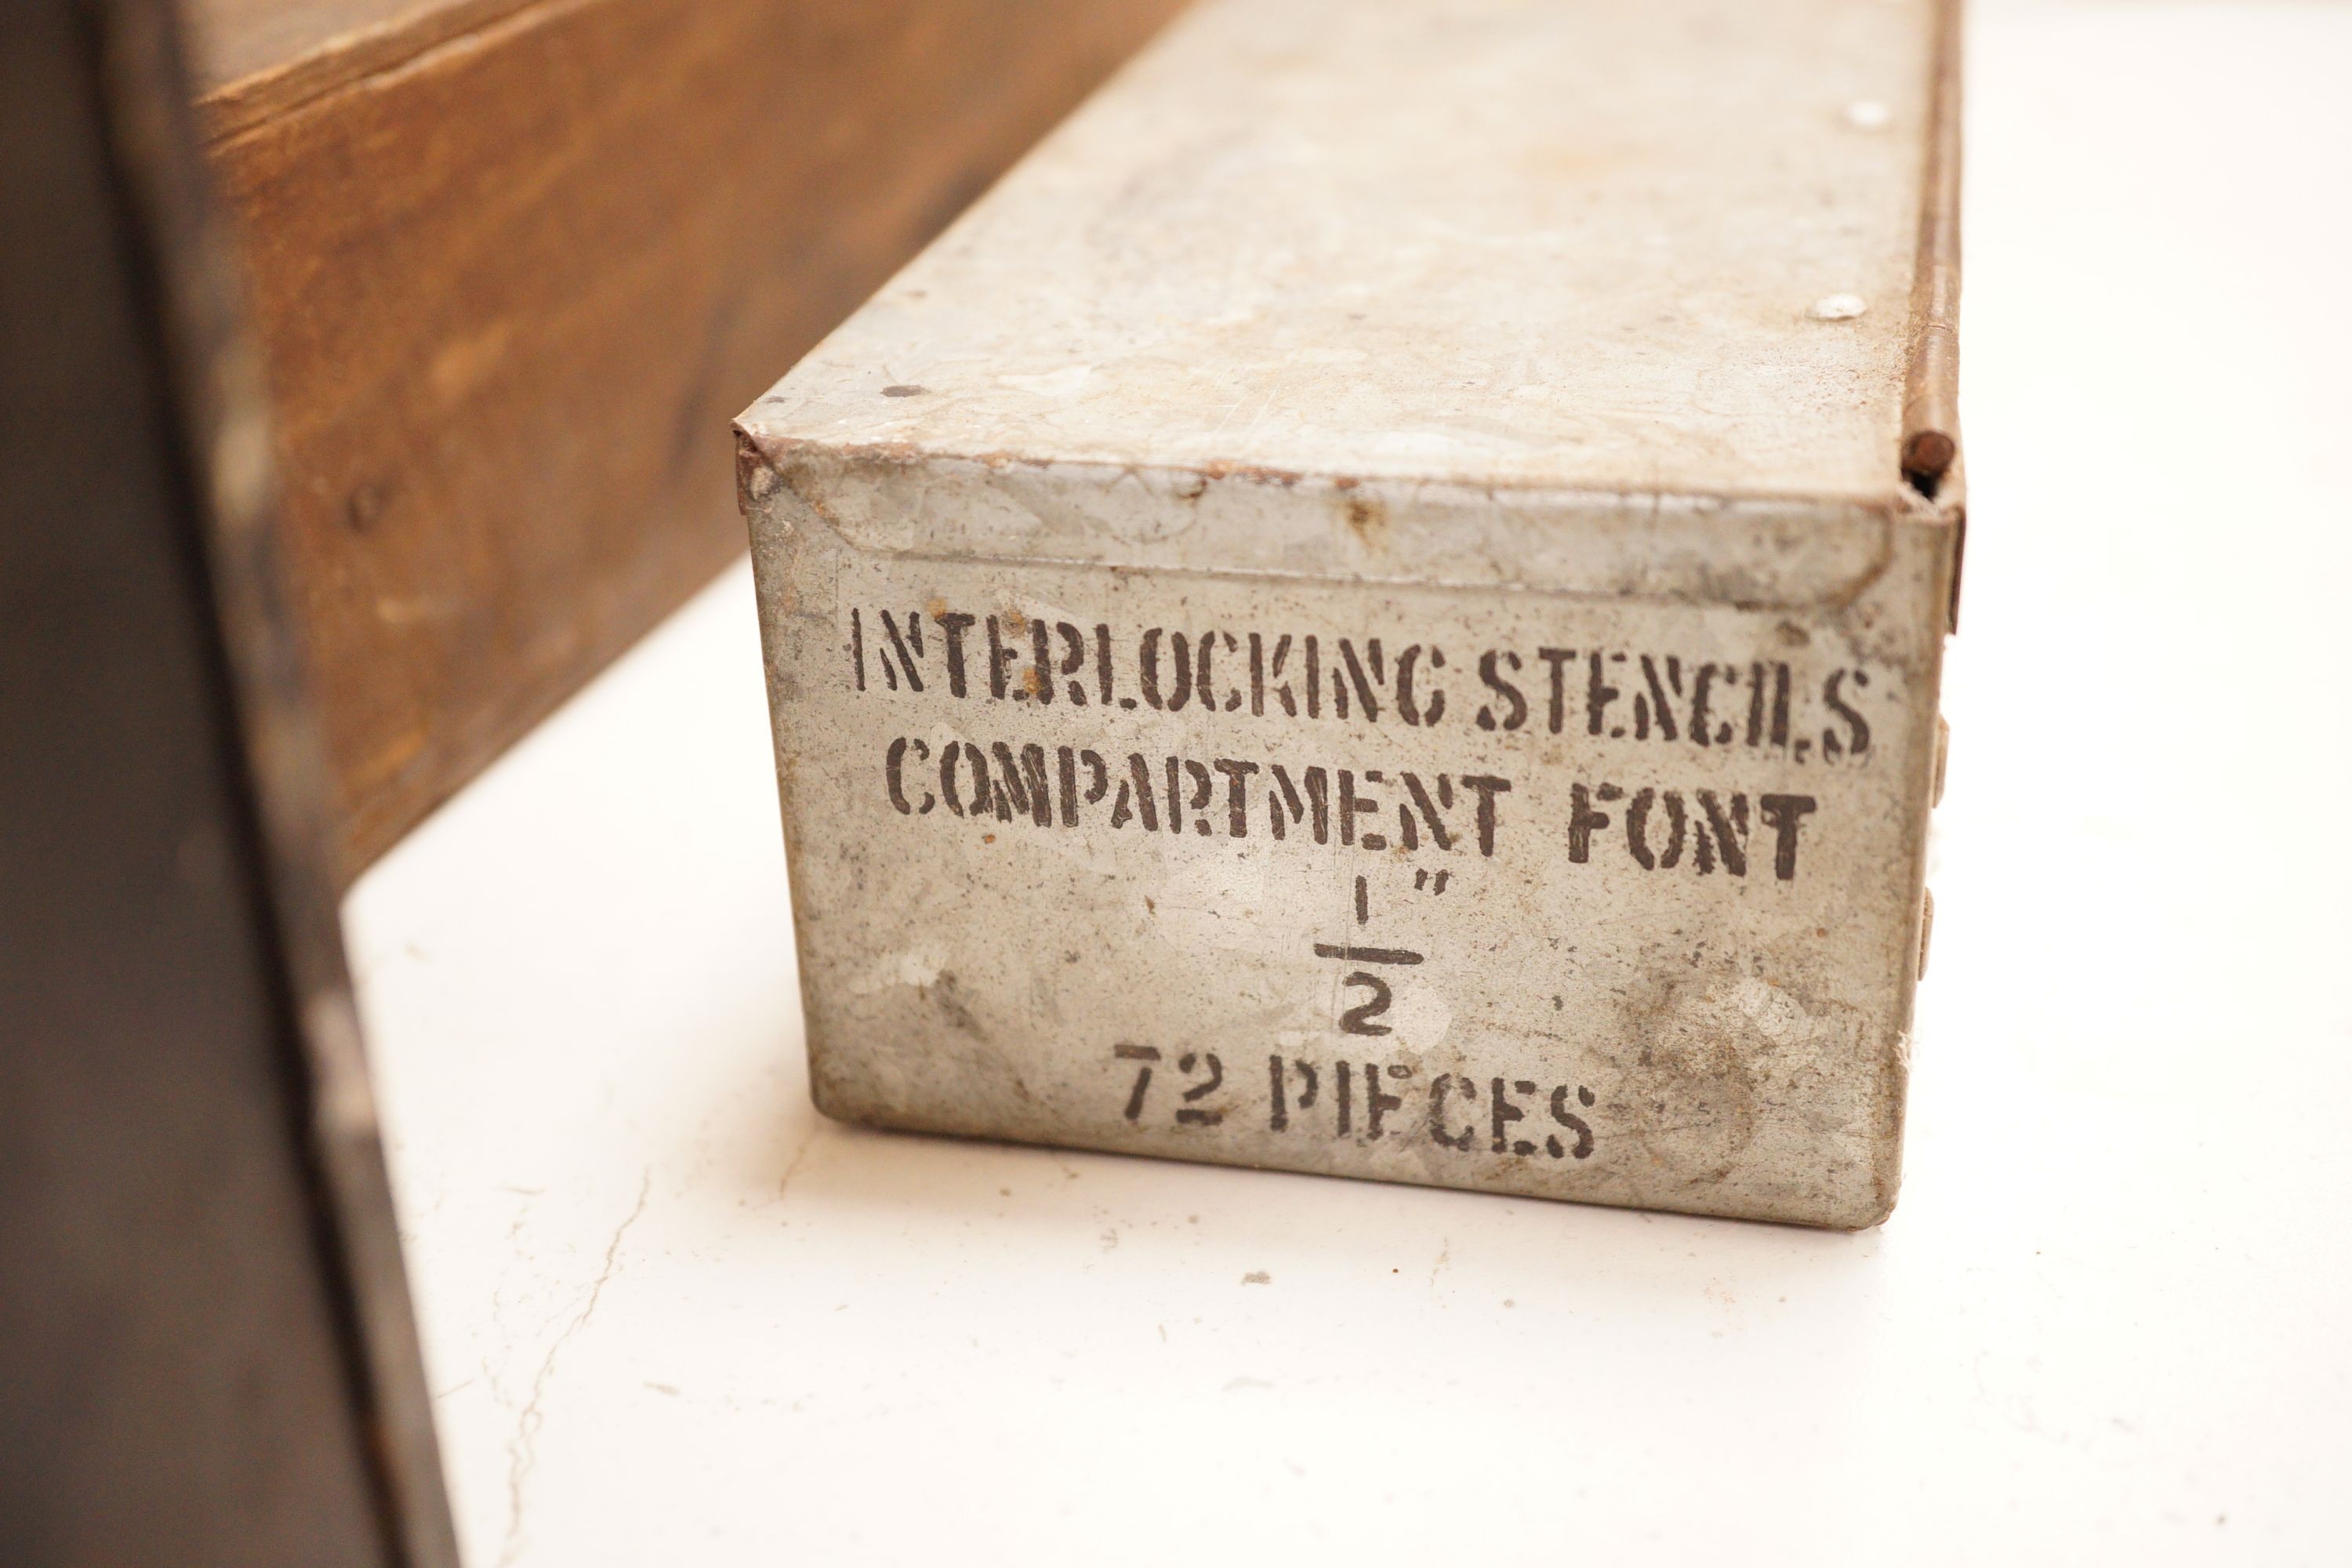 INTERLOCKING STENCILS
COMPARTMENT FONT
1"
2
72 PIECES